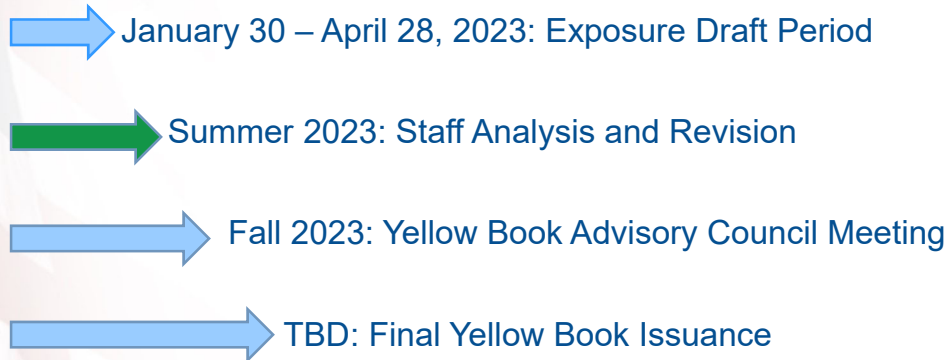 January 30 – April 28, 2023: Exposure Draft Period
Summer 2023: Staff Analysis and Revision
Fall 2023: Yellow Book Advisory Council Meeting
TBD: Final Yellow Book Issuance